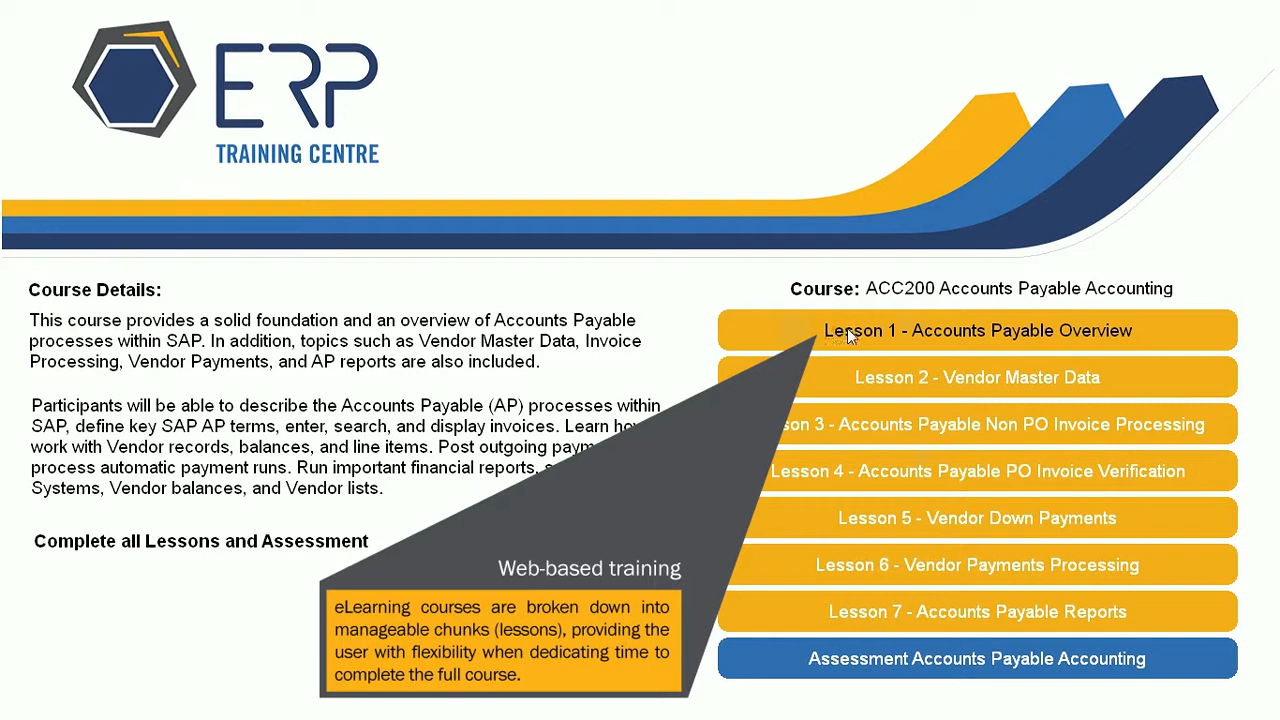 ERP
TRAINING CENTRE
Course Details:
This course provides a solid foundation and an overview of Accounts Payable
processes within SAP. In addition, topics such as Vendor Master Data, Invoice
Processing, Vendor Payments, and AP reports are also included.
Participants will be able to describe the Accounts Payable (AP) processes within
SAP, define key SAP AP terms, enter, search, and display invoices. Learn how
work with Vendor records, balances, and line items. Post outgoing
process automatic payment runs. Run important financial reports,
Systems, Vendor balances, and Vendor lists.
Complete all Lessons and Assessment
Course: ACC200 Accounts Payable Accounting
Lesson 1 - Accounts Payable Overview
Lesson 2 - Vendor Master Data
3 - Accounts Payable Non PO Invoice Processing
Lesson 4 - Accounts Payable PO Invoice Verification
Lesson 5 - Vendor Down Payments
Lesson 6 - Vendor Payments Processing
Lesson 7 - Accounts Payable Reports
Assessment Accounts Payable Accounting
Web-based training
eLearning courses are broken down into
manageable chunks (lessons), providing the
user with flexibility when dedicating time to
complete the full course.